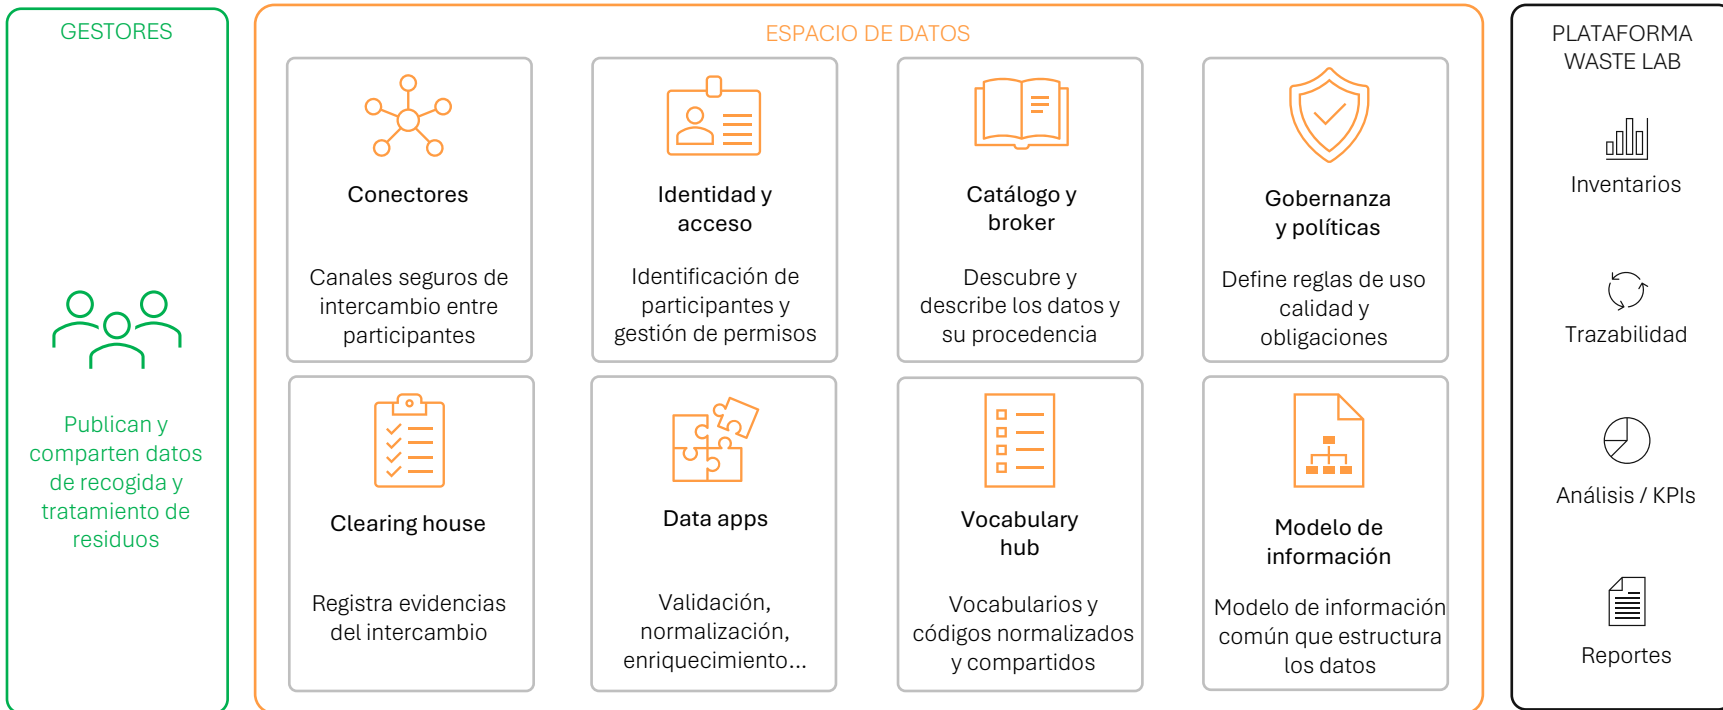 GESTORES
Publican y
comparten datos
de recogida y
tratamiento de
residuos
ESPACIO DE DATOS
Conectores
Canales seguros de
intercambio entre
participantes
Identidad y
acceso
Identificación de
participantes y
gestión de permisos
Catálogo y
broker
Descubre y
describe los datos y
su procedencia
Gobernanza
y políticas
Define reglas de uso
calidad y
obligaciones
Clearing house
Registra evidencias
del intercambio
Data apps
Validación,
normalización,
enriquecimiento...
Vocabulary
hub
Vocabularios y
códigos normalizados
y compartidos
Modelo de
información
Modelo de información
común que estructura
los datos
PLATAFORMA
WASTE LAB
Inventarios
Trazabilidad
Análisis / KPIs
Reportes